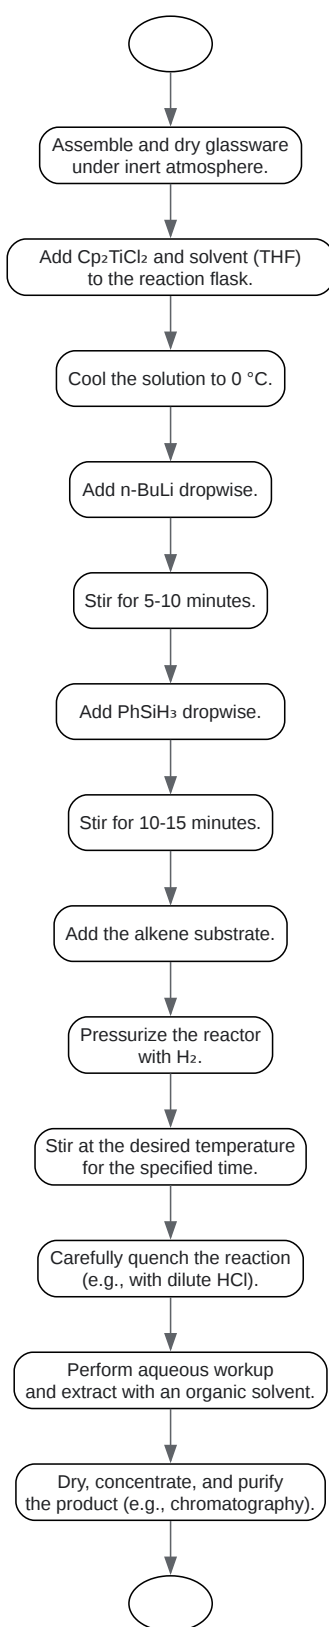 Assemble and dry glassware
under inert atmosphere.
Add Cp₂TiCl₂ and solvent (THF)
to the reaction flask.
Cool the solution to 0 °C.
Add n-BuLi dropwise.
Stir for 5-10 minutes.
Add PhSiH₃ dropwise.
Stir for 10-15 minutes.
Add the alkene substrate.
Pressurize the reactor
with H₂.
Stir at the desired temperature
for the specified time.
Carefully quench the reaction
(e.g., with dilute HCl).
Perform aqueous workup
and extract with an organic solvent.
Dry, concentrate, and purify
the product (e.g., chromatography).